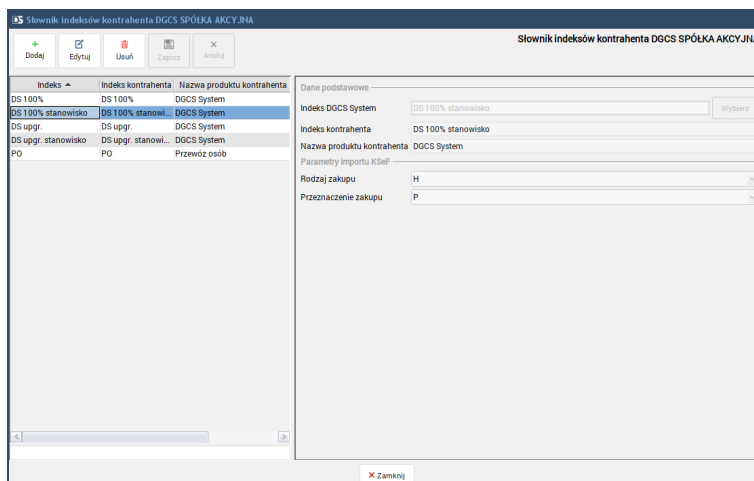 DS Słownik indeksów kontrahenta DGCS SPÓŁKA AKCYJNA
Słownik indeksów kontrahenta DGCS SPÓŁKA AKCYJNA
Dodaj Edytuj Usuń Zapisz Anuluj
Indeks Indeks kontrahenta Nazwa produktu kontrahenta
DS 100% DS 100% DGCS System
DS 100% stanowisko DS 100% stanowi... DGCS System
DS upgr. DS upgr. DGCS System
DS upgr. stanowisko DS upgr. stanowi... DGCS System
PO PO Przewóz osób
Dane podstawowe
Indeks DGCS System DS 100% stanowisko Wybierz
Indeks kontrahenta DS 100% stanowisko
Nazwa produktu kontrahenta DGCS System
Parametry importu KSeF
Rodzaj zakupu H
Przeznaczenie zakupu P
Zamknij